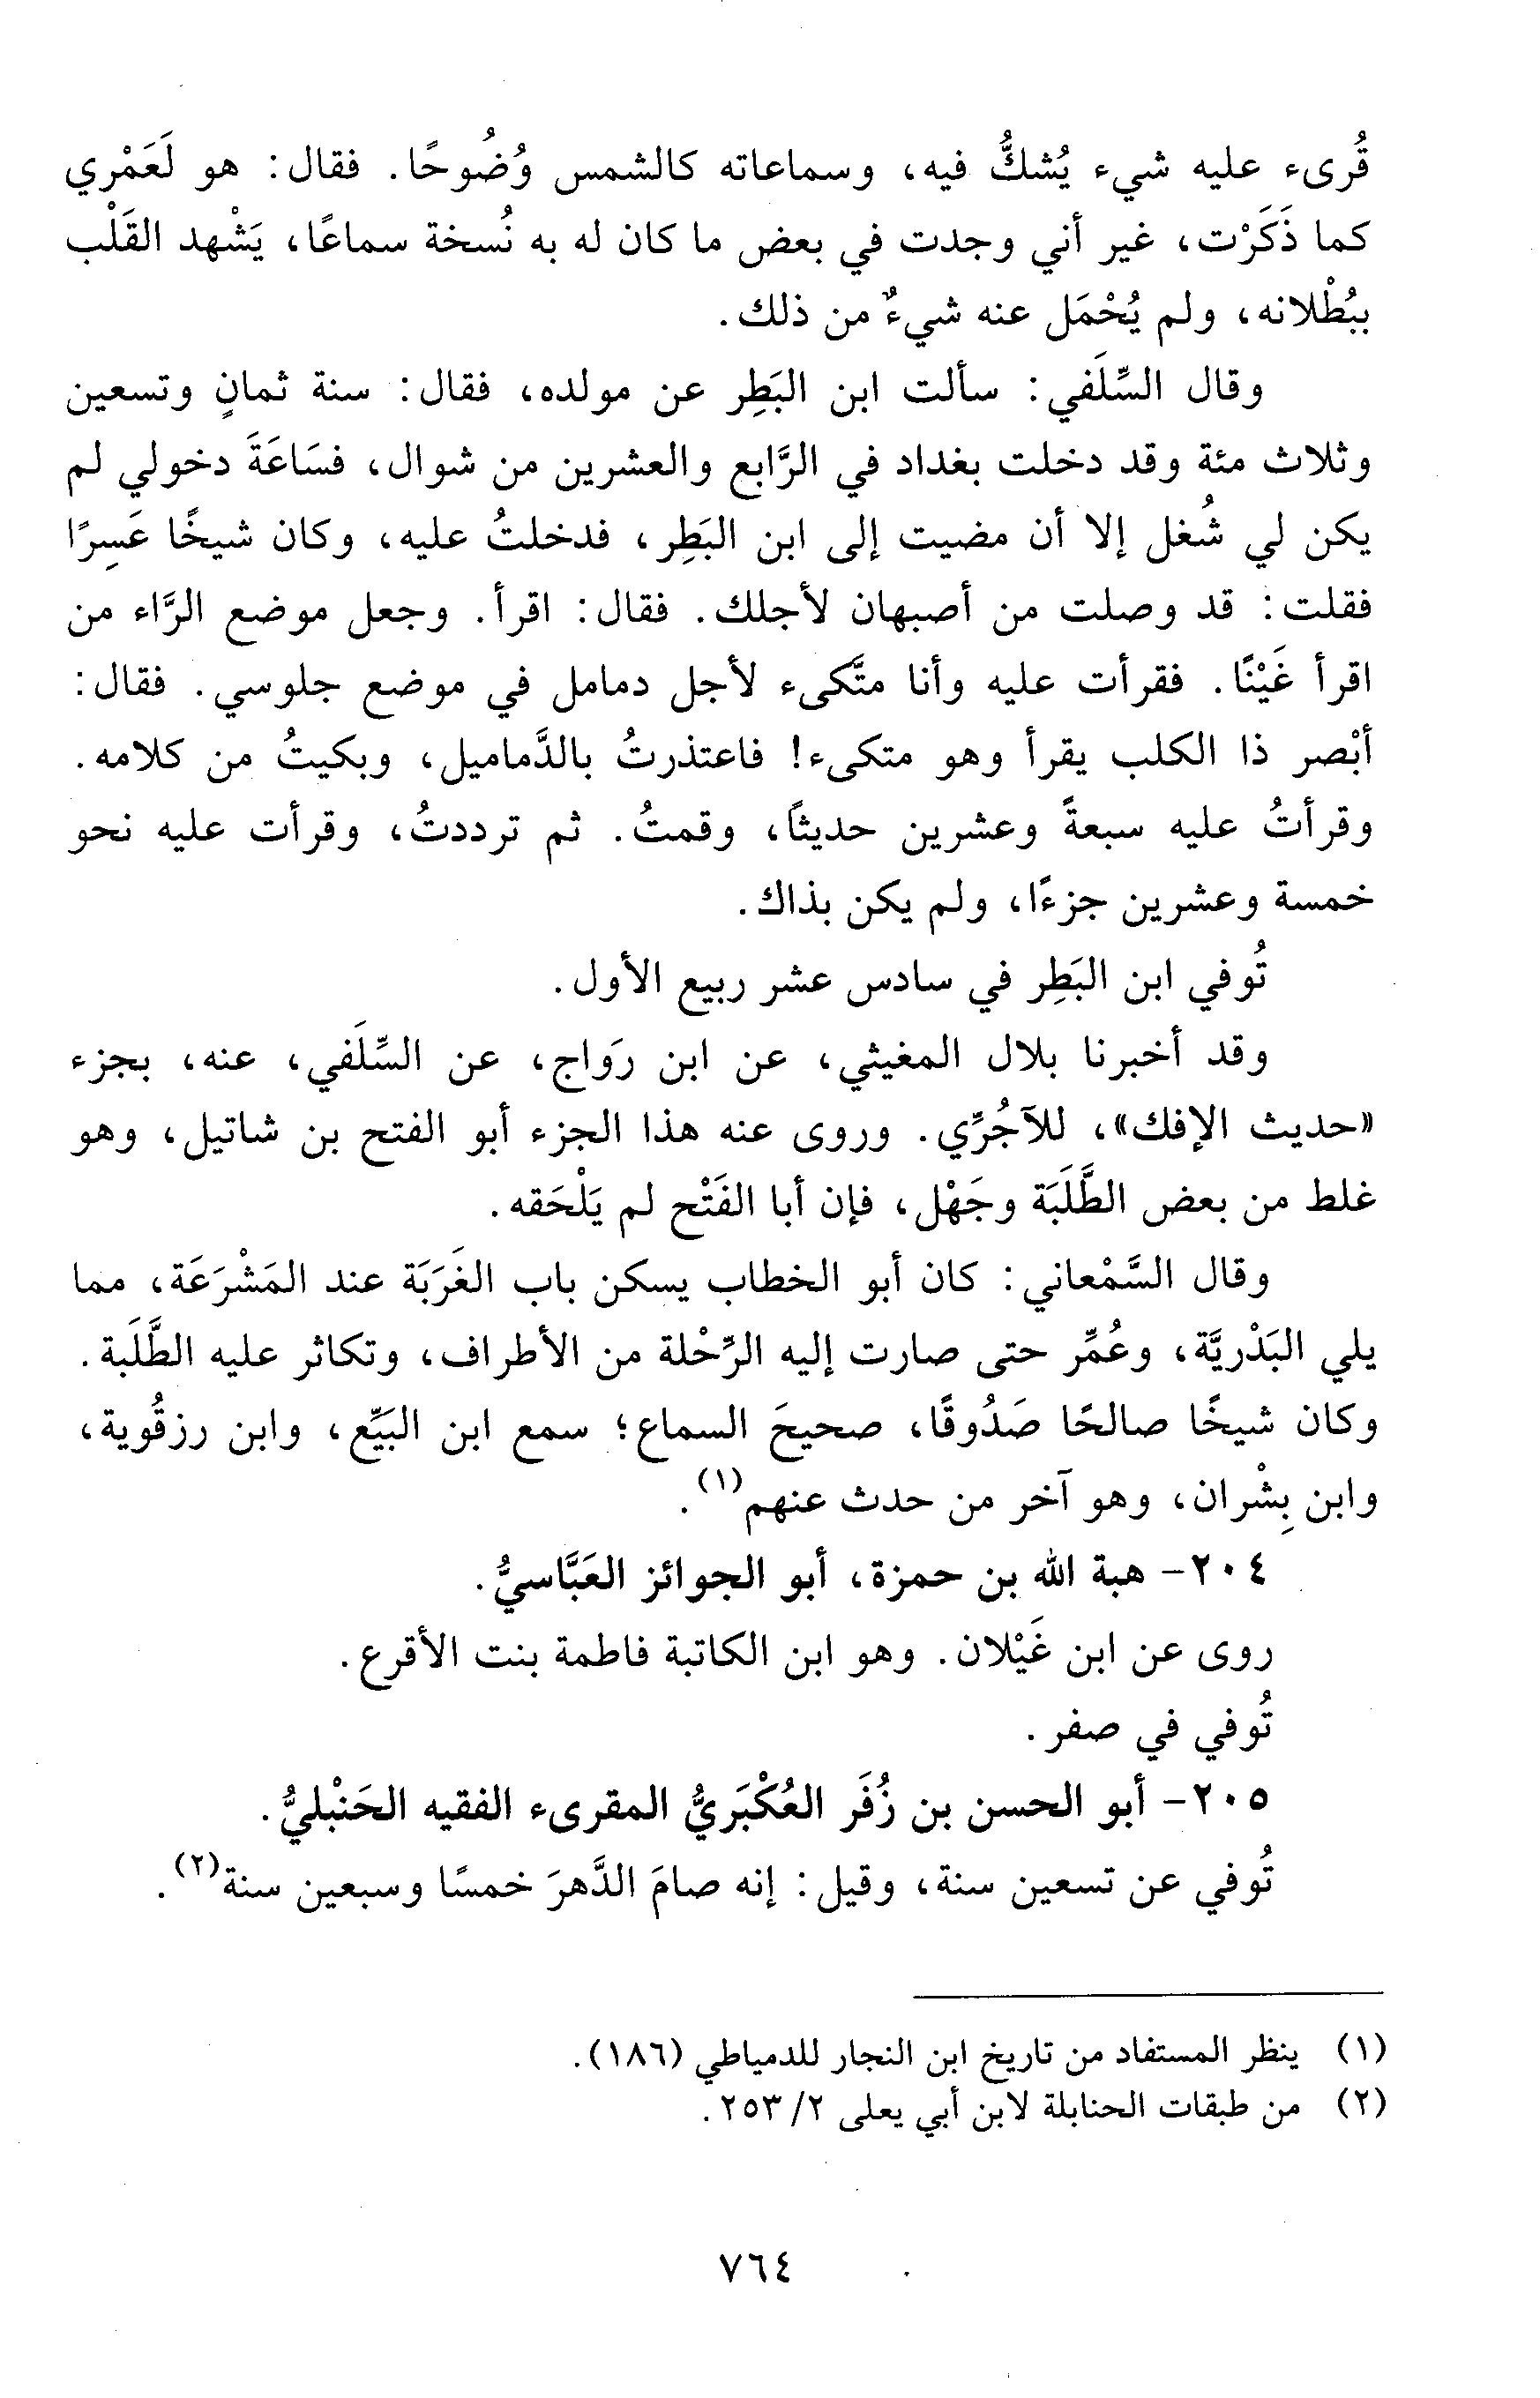 قُرىء عليه شيء يُشكُّ فيه، وسماعاته كالشمس وُضُوحًا. فقال: هو لَعَمْري
كما ذَكَرْت، غير أني وجدت في بعض ما كان له به نُسخة سماعًا، يَشْهد القَلْب
ببُطْلانه، ولم يُحْمَل عنه شيءٌ من ذلك.
وقال السِّلَفي: سألت ابن البَطِر عن مولده، فقال: سنة ثمانٍ وتسعين
وثلاث مئة وقد دخلت بغداد في الرَّابع والعشرين من شوال، فسَاعَةَ دخولي لم
يكن لي شُغل إلا أن مضيت إلى ابن البَطِر، فدخلتُ عليه، وكان شيخًا عَسِرًا
فقلت: قد وصلت من أصبهان لأجلك. فقال: اقرأ. وجعل موضع الرَّاء من
اقرأ غَيْنًا. فقرأت عليه وأنا متَّكىء لأجل دمامل في موضع جلوسي. فقال:
أبْصر ذا الكلب يقرأ وهو متكىء! فاعتذرتُ بالدَّماميل، وبكيتُ من كلامه.
وقرأتُ عليه سبعةً وعشرين حديثًا، وقمتُ. ثم ترددتُ، وقرأت عليه نحو
خمسة وعشرين جزءًا، ولم يكن بذاك.
تُوفي ابن البَطِر في سادس عشر ربيع الأول.
وقد أخبرنا بلال المغيثي، عن ابن رَواج، عن السِّلَفي، عنه، بجزء
«حديث الإفك»، للآجُرِّي. وروى عنه هذا الجزء أبو الفتح بن شاتيل، وهو
غلط من بعض الطَّلَبَة وجَهْل، فإن أبا الفَتْح لم يَلْحَقه.
وقال السَّمْعاني: كان أبو الخطاب يسكن باب الغَرَبَة عند المَشْرَعَة، مما
يلي البَدْريَّة، وعُمِّر حتى صارت إليه الرِّحْلة من الأطراف، وتكاثر عليه الطَّلَبة.
وكان شيخًا صالحًا صَدُوقًا، صحيحَ السماع؛ سمع ابن البَيِّع، وابن رزقُوية،
وابن بِشْران، وهو آخر من حدث عنهم(١).
٢٠٤- هبة الله بن حمزة، أبو الجوائز العَبَّاسيُّ.
روى عن ابن غَيْلان. وهو ابن الكاتبة فاطمة بنت الأقرع.
تُوفي في صفر.
٢٠٥- أبو الحسن بن زُفَر العُكْبَريُّ المقرىء الفقيه الحَنْبليُّ.
تُوفي عن تسعين سنة، وقيل: إنه صامَ الدَّهرَ خمسًا وسبعين سنة(٢).
(١) ينظر المستفاد من تاريخ ابن النجار للدمياطي (١٨٦).
(٢) من طبقات الحنابلة لابن أبي يعلى ٢/ ٢٥٣.
٧٦٤